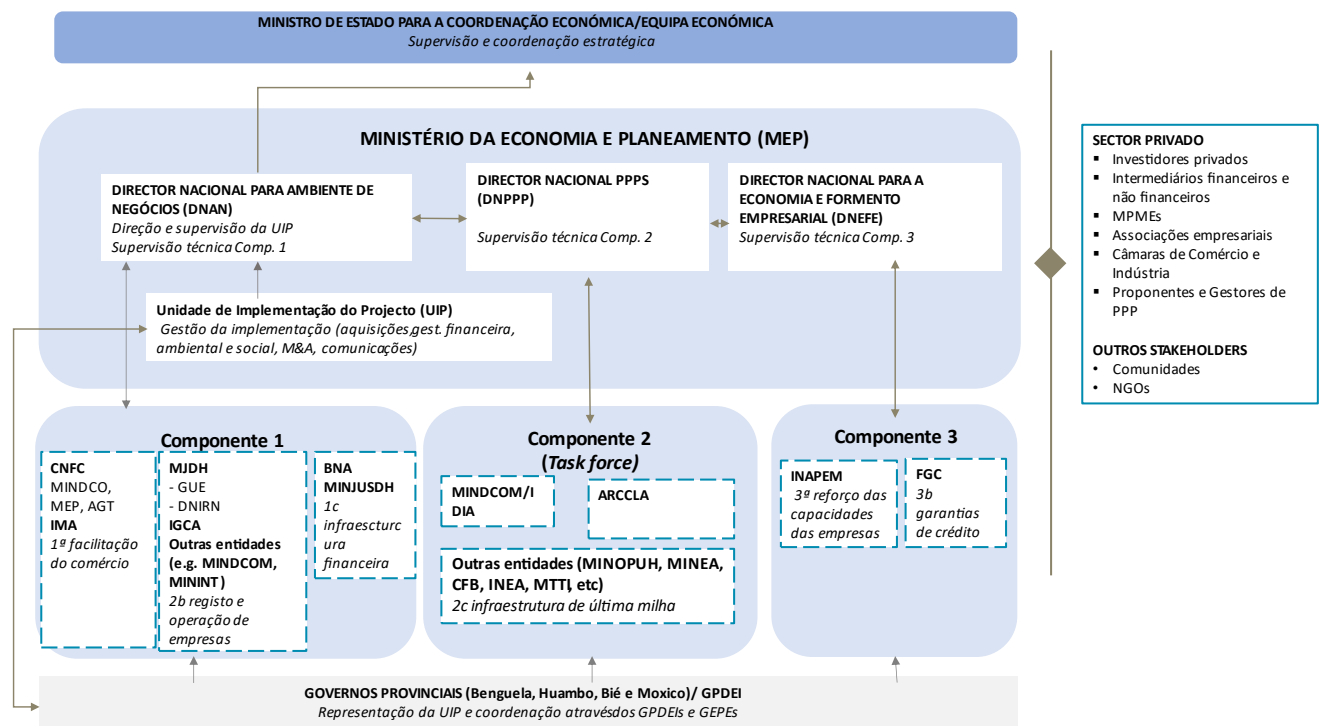 MINISTRO DE ESTADO PARA A COORDENAÇÃO ECONÓMICA/EQUIPA ECONÓMICA
Supervisão e coordenação estratégica
MINISTÉRIO DA ECONOMIA E PLANEAMENTO (MEP)
DIRECTOR NACIONAL PARA AMBIENTE DE
NEGÓCIOS (DNAN)
Direção e supervisão da UIP
Supervisão técnica Comp. 1
DIRECTOR NACIONAL PPPS
(DNPPP)
Supervisão técnica Comp. 2
DIRECTOR NACIONAL PARA A
ECONOMIA E FORMENTO
EMPRESARIAL (DNEFE)
Supervisão técnica Comp. 3
Unidade de Implementação do Projecto (UIP)
Gestão da implementação (aquisições,gest. financeira,
ambiental e social, M&A, comunicações)
Componente 1
CNFC
MINDCO,
MEP, AGT
IMA
1ª facilitação
do comércio
MJDH
- GUE
- DNIRN
IGCA
Outras entidades
(e.g. MINDCOM,
MININT )
2b registo e
operação de
empresas
BNA
MINJUSDH
1c
infraescturc
ura
financeira
Componente 2
(Task force)
MINDCOM/I
DIA
ARCCLA
Outras entidades (MINOPUH, MINEA,
CFB, INEA, MTTI, etc)
2c infraestrutura de última milha
Componente 3
INAPEM
3ª reforço das
capacidades
das empresas
FGC
3b
garantias
de crédito
GOVERNOS PROVINCIAIS (Benguela, Huambo, Bié e Moxico)/ GPDEI
Representação da UIP e coordenação atravésdos GPDEIs e GEPEs
SECTOR PRIVADO
▪ Investidores privados
▪ Intermediários financeiros e
não financeiros
▪ MPMEs
▪ Associações empresariais
▪ Câmaras de Comércio e
Indústria
▪ Proponentes e Gestores de
PPP
OUTROS STAKEHOLDERS
• Comunidades
• NGOs